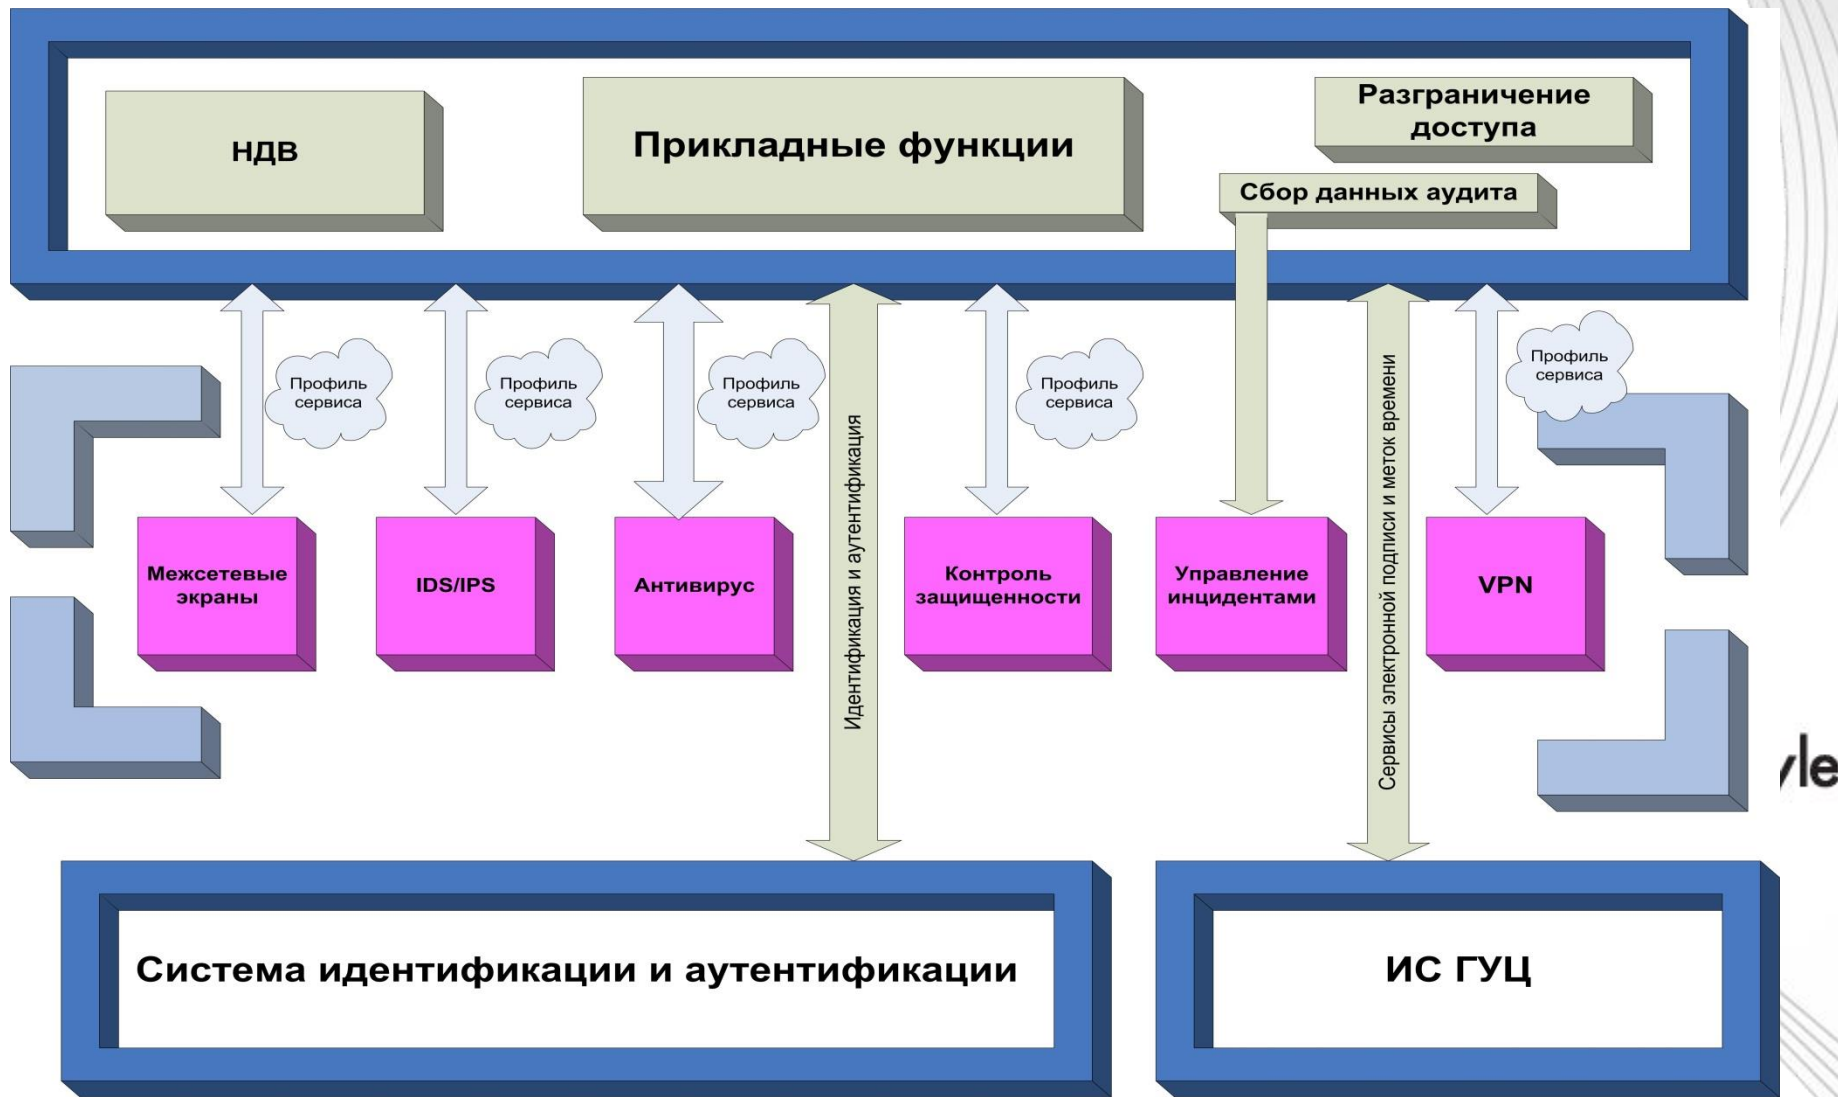 НДВ
Прикладные функции
Разграничение
доступа
Сбор данных аудита
Профиль
сервиса
Профиль
сервиса
Профиль
сервиса
Профиль
сервиса
Профиль
сервиса
Идентификация и аутентификация
Сервисы электронной подписи и меток времени
Межсетевые
экраны
IDS/IPS
Антивирус
Контроль
защищенности
Управление
инцидентами
VPN
Система идентификации и аутентификации
ИС ГУЦ